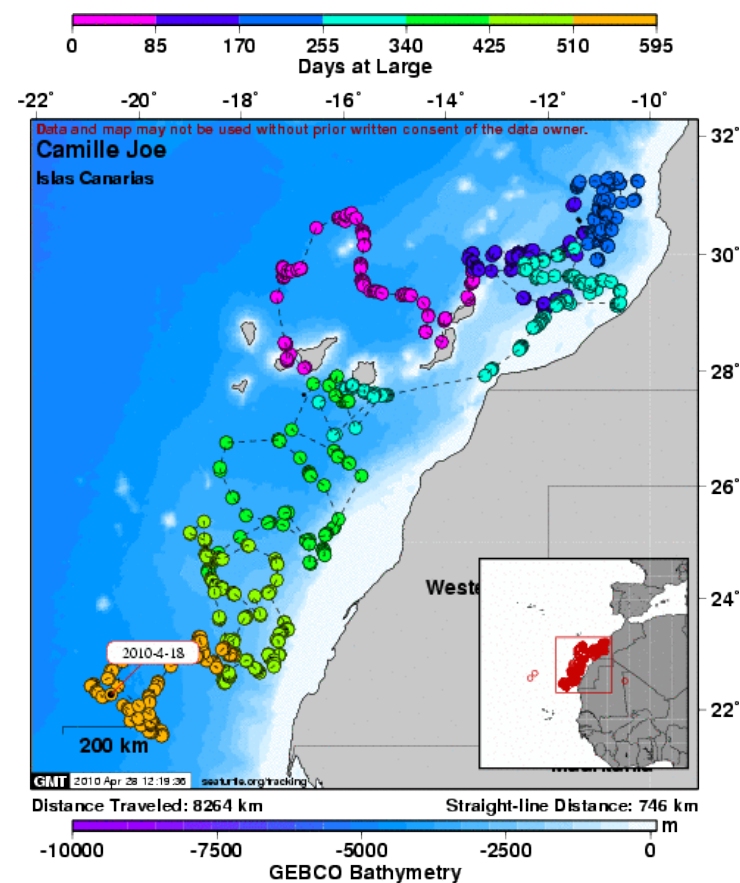 0 85 170 255 340 425 510 595
Days at Large
-22 -20 -18 -16 -14 -12 -10
Data and map may not be used without prior written consent of the data owner.
32°
Camille Joe
Islas Canarias
30°
28°
26°
Weste
24°
2010-4-18
22°
200 km
GMT 2010 Apr 28 12:19:36 seaturtle.org/tracking
Distance Traveled: 8264 km Straight-line Distance: 746 km
m
-10000 -7500 -5000 -2500 0
GEBCO Bathymetry